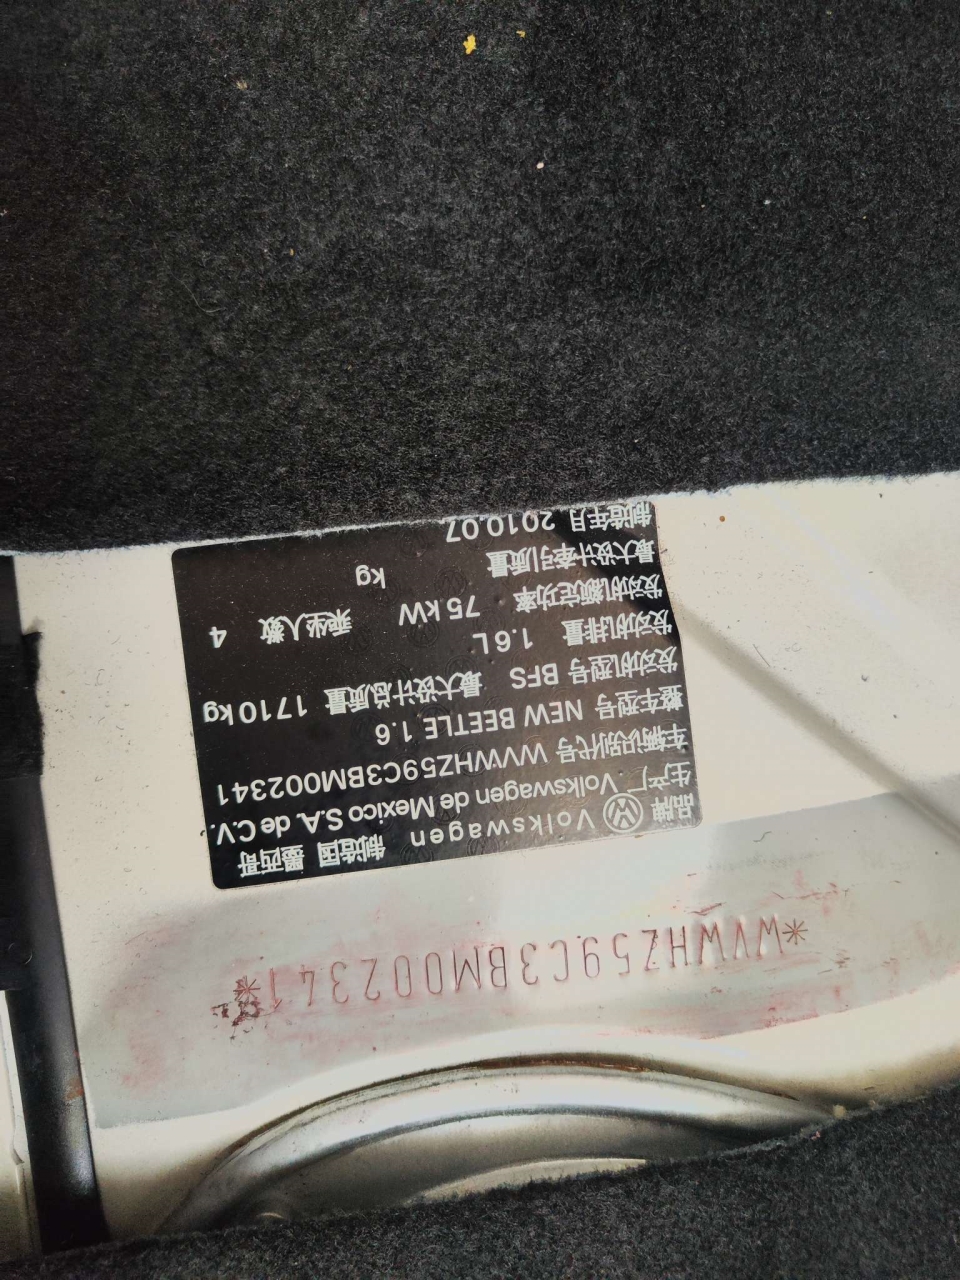 品牌 Volkswagen 制造国 墨西哥
生产厂 Volkswagen de Mexico S.A. de C.V.
车辆识别代号 WVWHZ59C3BM002341
整车型号 NEW BEETLE 1.6
发动机型号 BFS 最大设计总质量 1710kg
发动机排量 1.6L
发动机额定功率 75kW 乘坐人数 4
最大设计牵引质量 kg
制造年月 2010.07
*WVWHZ59C3BM002341*